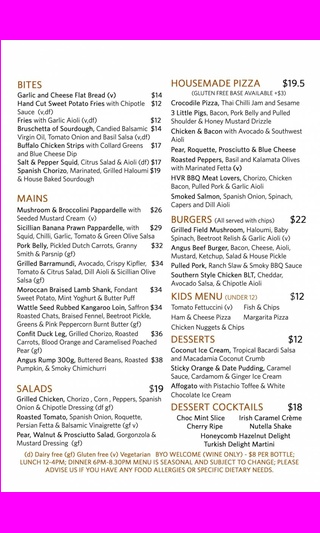 BITES
Garlic and Cheese Flat Bread (v) $14
Hand Cut Sweet Potato Fries with Chipotle $12
Sauce (v,df)
Fries with Garlic Aioli (v,df) $12
Bruschetta of Sourdough, Candied Balsamic $14
Virgin Oil, Tomato Onion and Basil Salsa (v,df)
Buffalo Chicken Strips with Collard Greens $17
and Blue Cheese Dip
Salt & Pepper Squid, Citrus Salad & Aioli (df) $17
Spanish Chorizo, Marinated, Grilled Haloumi $19
& House Baked Sourdough
MAINS
Mushroom & Broccolini Pappardelle with $26
Seeded Mustard Cream (v)
Sicillian Banana Prawn Pappardelle, with $29
Squid, Chilli, Garlic, Tomato & Green Olive Salsa
Pork Belly, Pickled Dutch Carrots, Granny $32
Smith & Parsnip (gf)
Grilled Barramundi, Avocado, Crispy Kipfler, $34
Tomato & Citrus Salad, Dill Aioli & Sicillian Olive
Salsa (gf)
Moroccan Braised Lamb Shank, Fondant $34
Sweet Potato, Mint Yoghurt & Butter Puff
Wattle Seed Rubbed Kangaroo Loin, Saffron $34
Roasted Chats, Braised Fennel, Beetroot Pickle,
Greens & Pink Peppercorn Burnt Butter (gf)
Confit Duck Leg, Grilled Chorizo, Roasted $36
Carrots, Blood Orange and Caramelised Poached
Pear (gf)
Angus Rump 300g, Buttered Beans, Roasted $38
Pumpkin, & Smoky Chimichurri
SALADS $19
Grilled Chicken, Chorizo , Corn , Peppers, Spanish
Onion & Chipotle Dressing (df gf)
Roasted Tomato, Spanish Onion, Roquette,
Persian Fetta & Balsamic Vinaigrette (gf v)
Pear, Walnut & Prosciutto Salad, Gorgonzola &
Mustard Dressing (gf)
HOUSEMADE PIZZA $19.5
(GLUTEN FREE BASE AVAILABLE +$3)
Crocodile Pizza, Thai Chilli Jam and Sesame
3 Little Pigs, Bacon, Pork Belly and Pulled
Shoulder & Honey Mustard Drizzle
Chicken & Bacon with Avocado & Southwest
Aioli
Pear, Roquette, Prosciutto & Blue Cheese
Roasted Peppers, Basil and Kalamata Olives
with Marinated Fetta (v)
HVR BBQ Meat Lovers, Chorizo, Chicken
Bacon, Pulled Pork & Garlic Aioli
Smoked Salmon, Spanish Onion, Spinach,
Capers and Dill Aioli
BURGERS (All served with chips) $22
Grilled Field Mushroom, Haloumi, Baby
Spinach, Beetroot Relish & Garlic Aioli (v)
Angus Beef Burger, Bacon, Cheese, Aioli,
Mustard, Ketchup, Salad & House Pickle
Pulled Pork, Ranch Slaw & Smoky BBQ Sauce
Southern Style Chicken BLT, Cheddar,
Avocado Salsa, & Chipotle Aioli
KIDS MENU (UNDER 12) $12
Tomato Fettuccini (v) Fish & Chips
Ham & Cheese Pizza Margarita Pizza
Chicken Nuggets & Chips
DESSERTS $12
Coconut Ice Cream, Tropical Bacardi Salsa
and Macadamia Coconut Crumb
Sticky Orange & Date Pudding, Caramel
Sauce, Cardamom & Ginger Ice Cream
Affogato with Pistachio Toffee & White
Chocolate Ice Cream
DESSERT COCKTAILS $18
Choc Mint Slice Irish Caramel Crème
Cherry Ripe Nutella Shake
Honeycomb Hazelnut Delight
Turkish Delight Martini
(d) Dairy free (gf) Gluten free (v) Vegetarian BYO WELCOME (WINE ONLY) - $8 PER BOTTLE;
LUNCH 12-4PM; DINNER 6PM-8.30PM MENU IS SEASONAL AND SUBJECT TO CHANGE; PLEASE
ADVISE US IF YOU HAVE ANY FOOD ALLERGIES OR SPECIFIC DIETARY NEEDS.